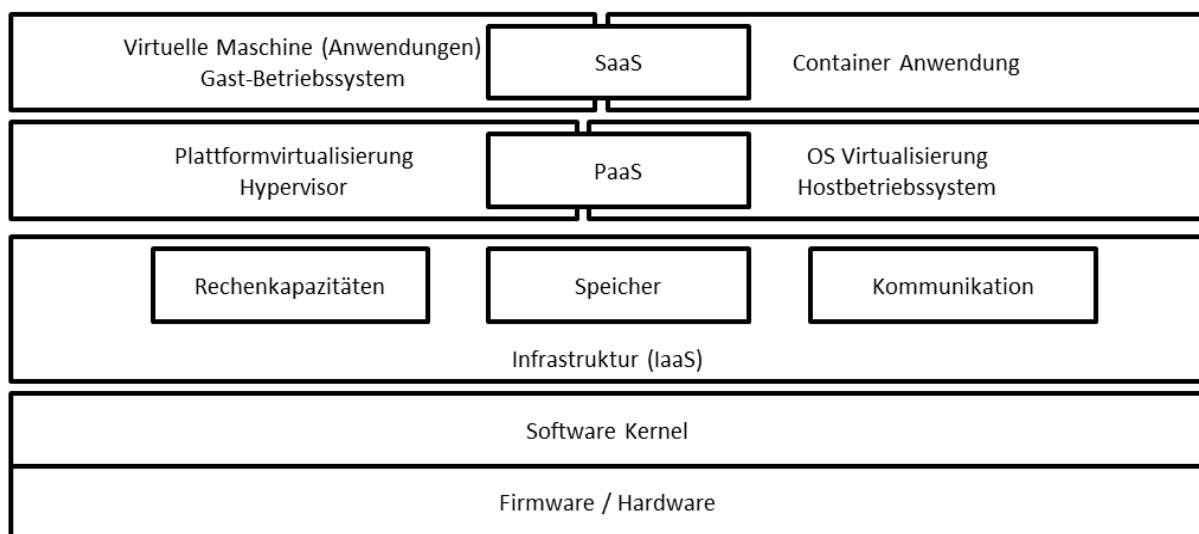 Virtuelle Maschine (Anwendungen)
Gast-Betriebssystem
SaaS
Container Anwendung
Plattformvirtualisierung
Hypervisor
PaaS
OS Virtualisierung
Hostbetriebssystem
Rechenkapazitäten
Speicher
Kommunikation
Infrastruktur (IaaS)
Software Kernel
Firmware / Hardware